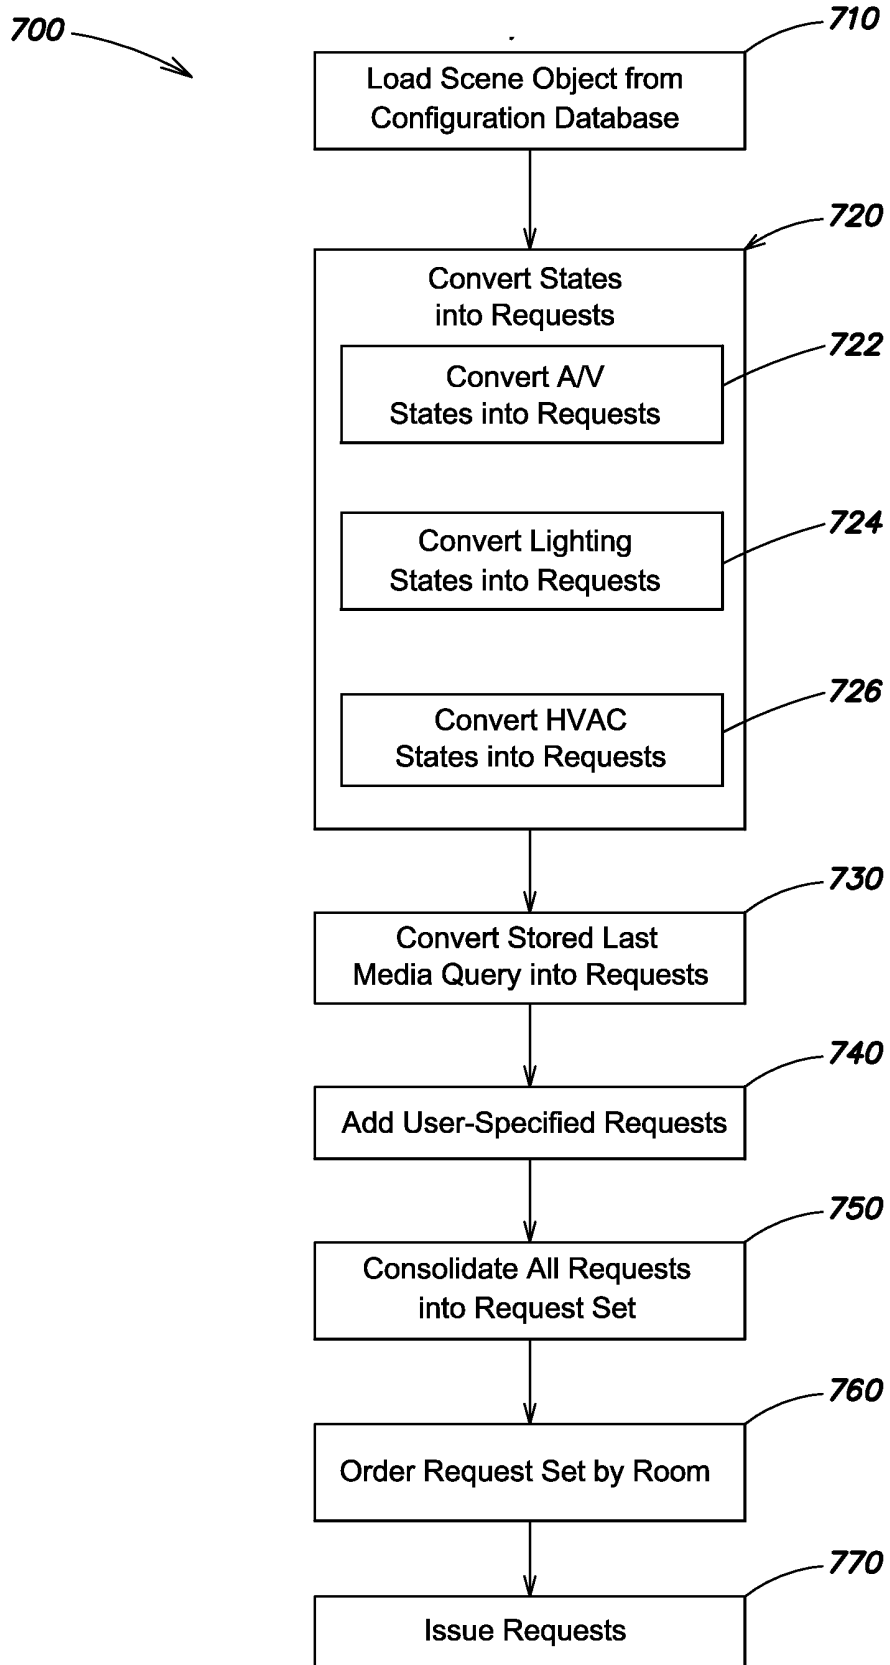 700
710
Load Scene Object from
Configuration Database
720
Convert States
into Requests
722
Convert A/V
States into Requests
724
Convert Lighting
States into Requests
726
Convert HVAC
States into Requests
730
Convert Stored Last
Media Query into Requests
740
Add User-Specified Requests
750
Consolidate All Requests
into Request Set
760
Order Request Set by Room
770
Issue Requests